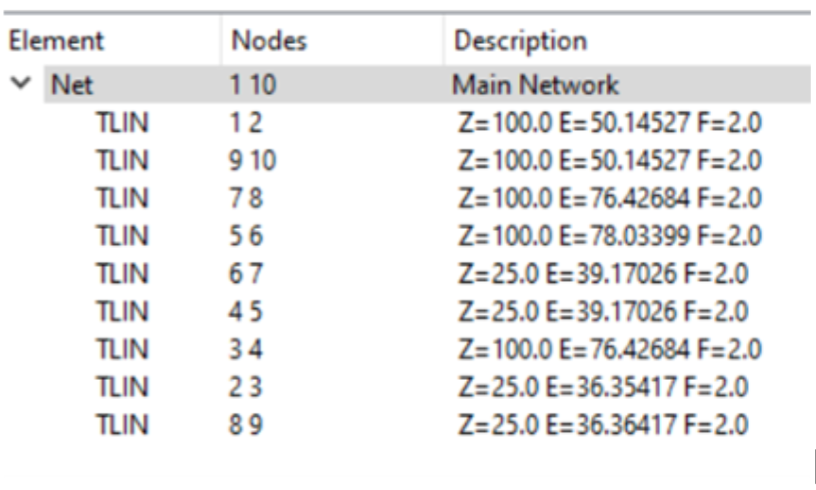 Element Nodes Description
Net 1 10 Main Network
TLIN 1 2 Z=100.0 E=50.14527 F=2.0
TLIN 9 10 Z=100.0 E=50.14527 F=2.0
TLIN 7 8 Z=100.0 E=76.42684 F=2.0
TLIN 5 6 Z=100.0 E=78.03399 F=2.0
TLIN 6 7 Z=25.0 E=39.17026 F=2.0
TLIN 4 5 Z=25.0 E=39.17026 F=2.0
TLIN 3 4 Z=100.0 E=76.42684 F=2.0
TLIN 2 3 Z=25.0 E=36.35417 F=2.0
TLIN 8 9 Z=25.0 E=36.36417 F=2.0